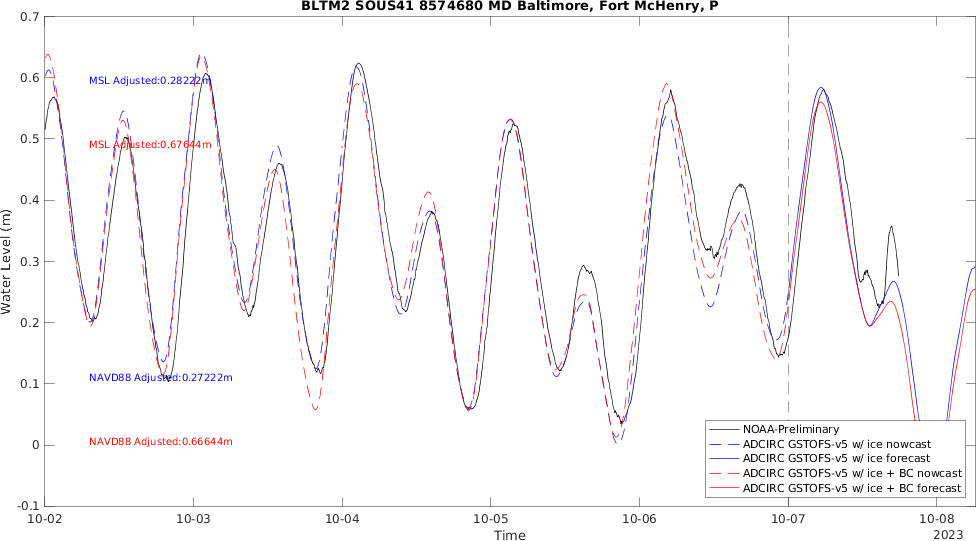 BLTM2 SOUS41 8574680 MD Baltimore, Fort McHenry, P
0.7
0.6
0.5
0.4
0.3
0.2
0.1
0
-0.1
Water Level (m)
MSL Adjusted:0.28222m
MSL Adjusted:0.67644m
NAVD88 Adjusted:0.27222m
NAVD88 Adjusted:0.66644m
NOAA-Preliminary
ADCIRC GSTOFS-v5 w/ ice nowcast
ADCIRC GSTOFS-v5 w/ ice forecast
ADCIRC GSTOFS-v5 w/ ice + BC nowcast
ADCIRC GSTOFS-v5 w/ ice + BC forecast
10-02 10-03 10-04 10-05 10-06 10-07 10-08
Time
2023